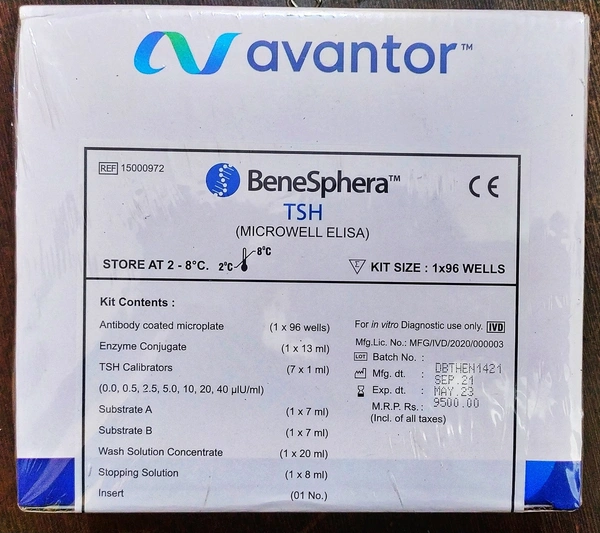 avantor™
REF 15000972
BeneSphera™
CE
TSH
(MICROWELL ELISA)
STORE AT 2 - 8°C. 2°C 8°C
Σ KIT SIZE : 1x96 WELLS
Kit Contents :
Antibody coated microplate (1 x 96 wells)
Enzyme Conjugate (1 x 13 ml)
TSH Calibrators (7 x 1 ml)
(0.0, 0.5, 2.5, 5.0, 10, 20, 40 µIU/ml)
Substrate A (1 x 7 ml)
Substrate B (1 x 7 ml)
Wash Solution Concentrate (1 x 20 ml)
Stopping Solution (1 x 8 ml)
Insert (01 No.)
For in vitro Diagnostic use only. IVD
Mfg.Lic. No.: MFG/IVD/2020/000003
LOT Batch No. : DBTHEN1421
Mfg. dt. : SEP.21
Exp. dt. : MAY.23
M.R.P. Rs. : 9500.00
(Incl. of all taxes)